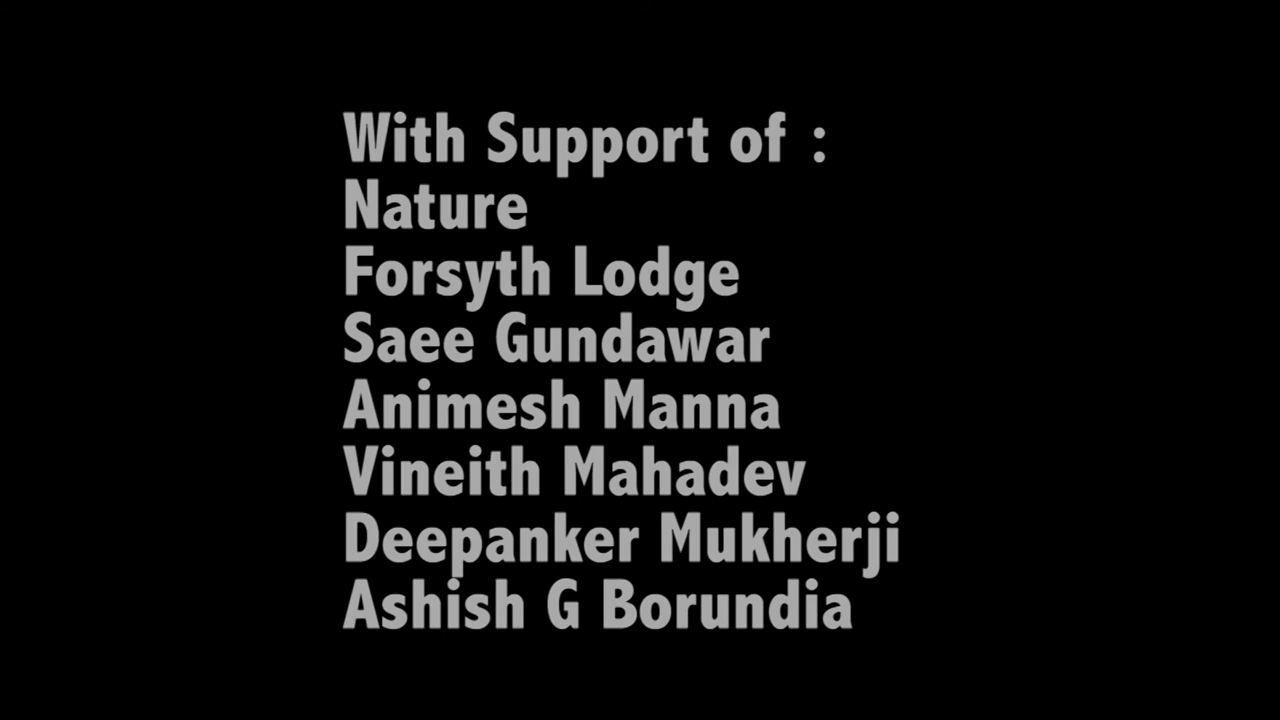 With Support of :
Nature
Forsyth Lodge
Saee Gundawar
Animesh Manna
Vineith Mahadev
Deepanker Mukherji
Ashish G Borundia